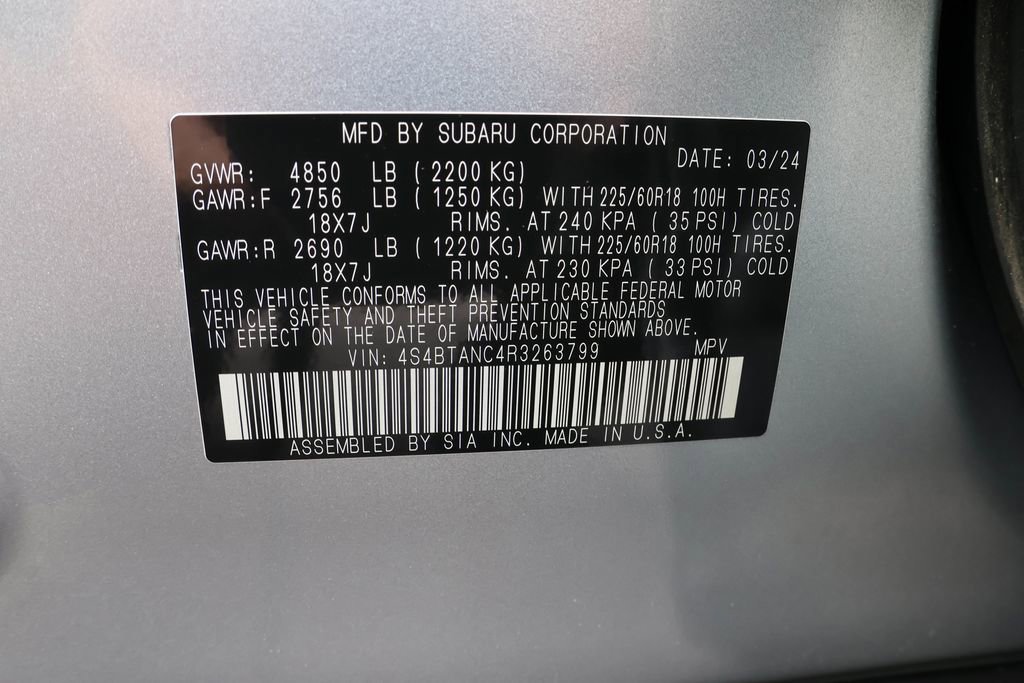 MFD BY SUBARU CORPORATION
DATE: 03/24
GVWR: 4850 LB (2200 KG)
GAWR:F 2756 LB (1250 KG) WITH 225/60R18 100H TIRES.
18X7J RIMS. AT 240 KPA (35 PSI) COLD
GAWR:R 2690 LB (1220 KG) WITH 225/60R18 100H TIRES.
18X7J RIMS. AT 230 KPA (33 PSI) COLD
THIS VEHICLE CONFORMS TO ALL APPLICABLE FEDERAL MOTOR
VEHICLE SAFETY AND THEFT PREVENTION STANDARDS
IN EFFECT ON THE DATE OF MANUFACTURE SHOWN ABOVE.
VIN: 4S4BTANC4R3263799 MPV
ASSEMBLED BY SIA INC. MADE IN U.S.A.